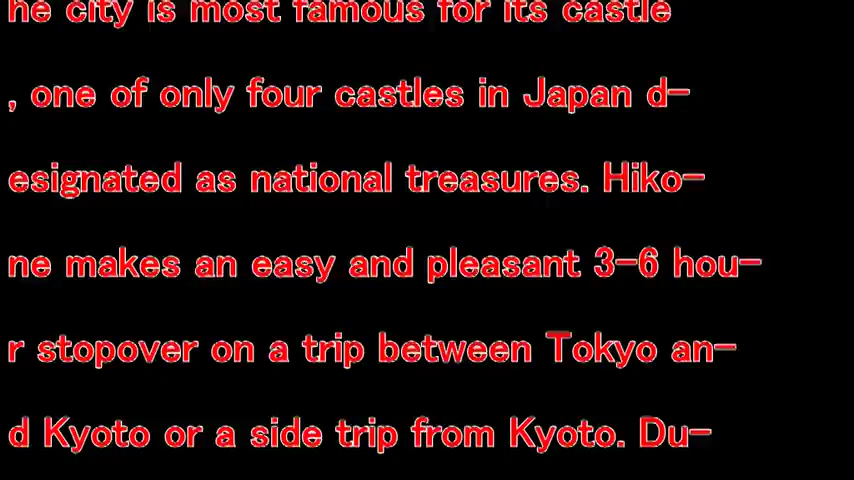 he city is most famous for its castle
, one of only four castles in Japan d-
esignated as national treasures. Hiko-
ne makes an easy and pleasant 3-6 hou-
r stopover on a trip between Tokyo an-
d Kyoto or a side trip from Kyoto. Du-